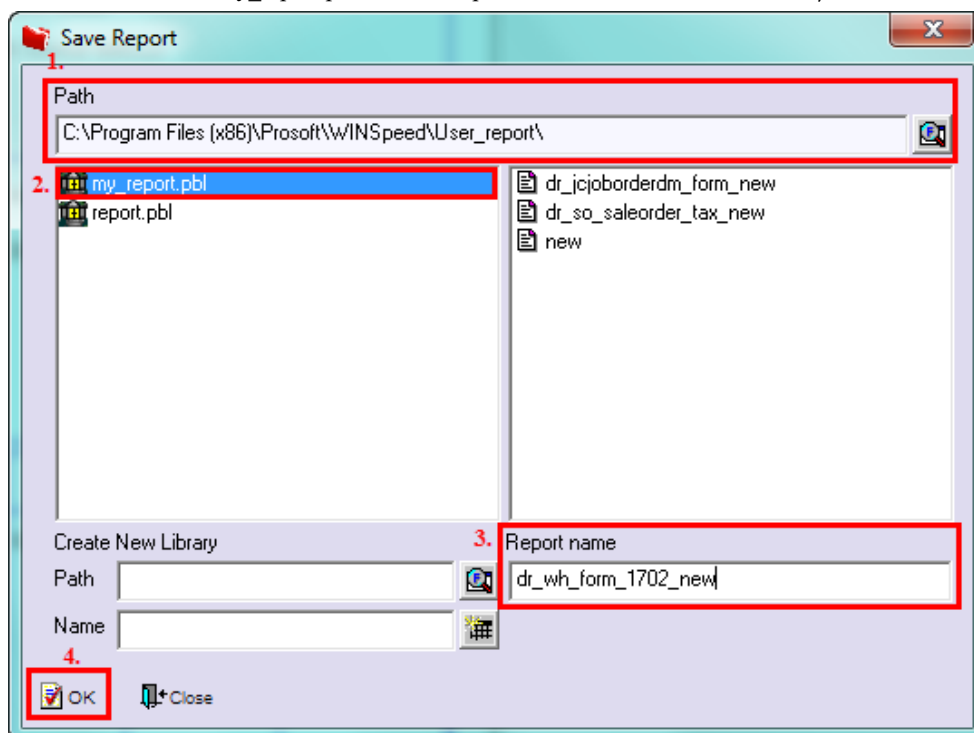 Save Report
1.
Path
C:\Program Files (x86)\Prosoft\WINSpeed\User_report\
2. my_report.pbl
report.pbl
dr_jcjoborderdm_form_new
dr_so_saleorder_tax_new
new
Create New Library
Path
Name
3. Report name
dr_wh_form_1702_new
4.
OK
Close